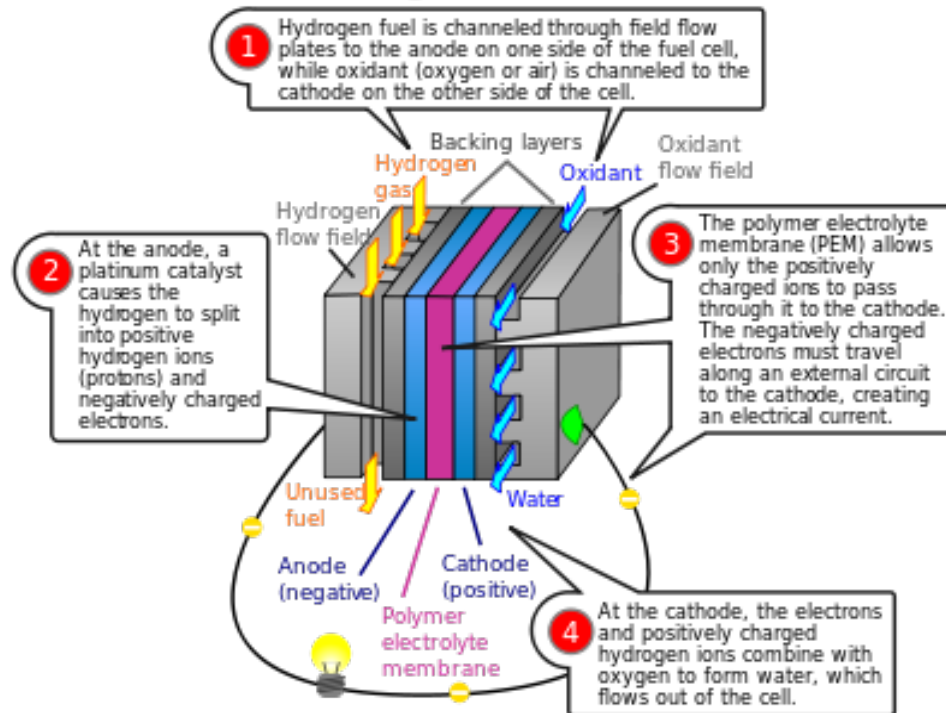 1
Hydrogen fuel is channeled through field flow
plates to the anode on one side of the fuel cell,
while oxidant (oxygen or air) is channeled to the
cathode on the other side of the cell.
Backing layers
Oxidant
flow field
Hydrogen
gas
Oxidant
Hydrogen
flow field
2
At the anode, a
platinum catalyst
causes the
hydrogen to split
into positive
hydrogen ions
(protons) and
negatively charged
electrons.
3
The polymer electrolyte
membrane (PEM) allows
only the positively
charged ions to pass
through it to the cathode.
The negatively charged
electrons must travel
along an external circuit
to the cathode, creating
an electrical current.
Unused
fuel
Water
Anode
(negative)
Cathode
(positive)
Polymer
electrolyte
membrane
4
At the cathode, the electrons
and positively charged
hydrogen ions combine with
oxygen to form water, which
flows out of the cell.